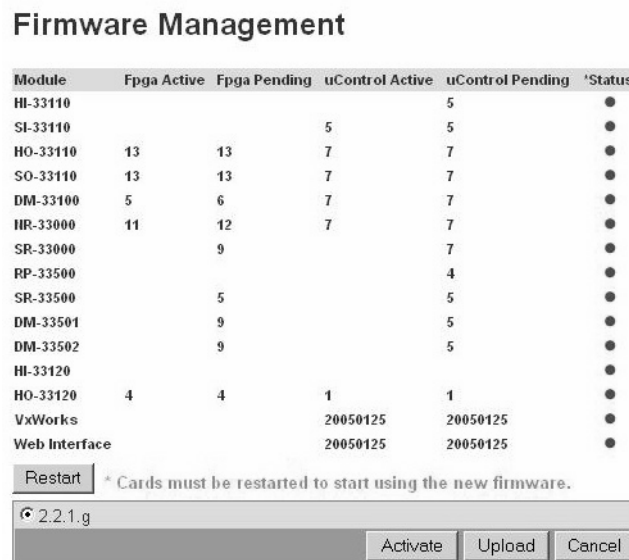 Firmware Management
Module Fpga Active Fpga Pending uControl Active uControl Pending *Status
HI-33110 5
SI-33110 5 5
HO-33110 13 13 7 7
SO-33110 13 13 7 7
DM-33100 5 6 7 7
NR-33000 11 12 7 7
SR-33000 9 7
RP-33500 4
SR-33500 5 5
DM-33501 9 5
DM-33502 9 5
HI-33120
HO-33120 4 4 1 1
VxWorks 20050125 20050125
Web Interface 20050125 20050125
Restart * Cards must be restarted to start using the new firmware.
2.2.1.g
Activate Upload Cancel